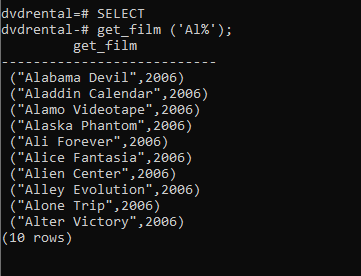 dvdrental=# SELECT
dvdrental-# get_film ('Al%');
get_film
---------------------------
("Alabama Devil",2006)
("Aladdin Calendar",2006)
("Alamo Videotape",2006)
("Alaska Phantom",2006)
("Ali Forever",2006)
("Alice Fantasia",2006)
("Alien Center",2006)
("Alley Evolution",2006)
("Alone Trip",2006)
("Alter Victory",2006)
(10 rows)